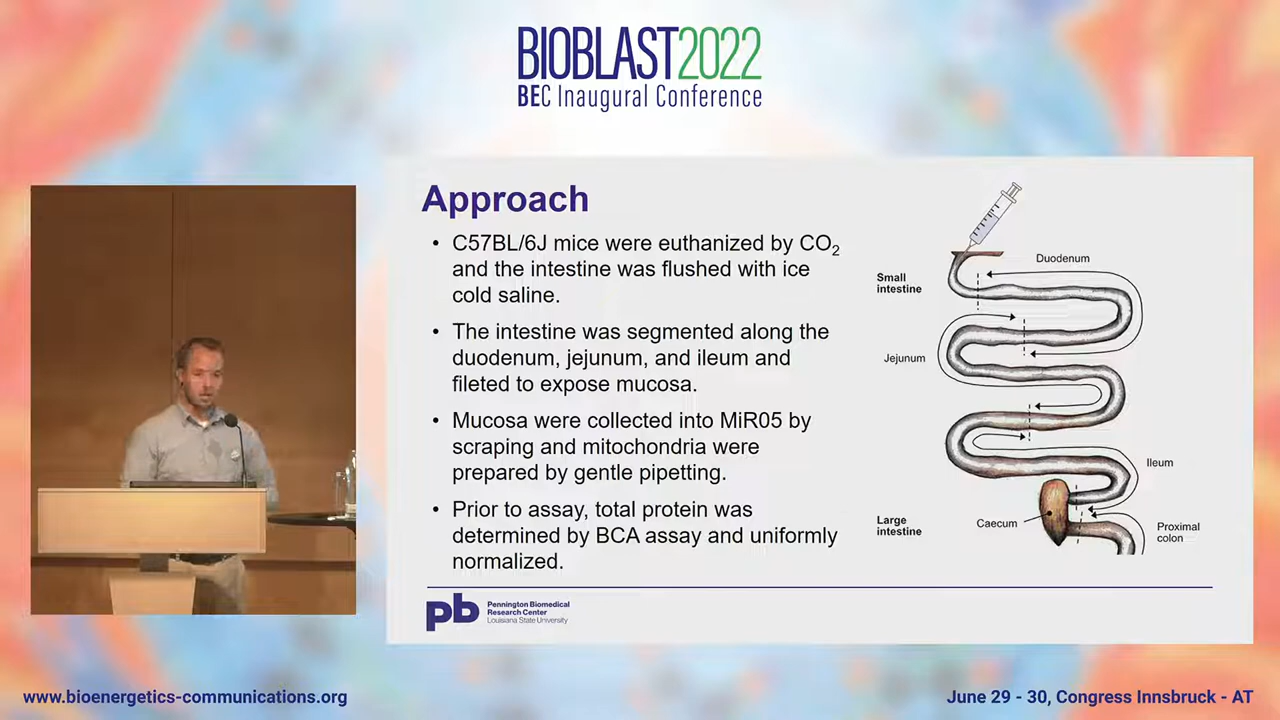 BIOBLAST2022
BEC Inaugural Conference
Approach
• C57BL/6J mice were euthanized by CO2
and the intestine was flushed with ice
cold saline.
• The intestine was segmented along the
duodenum, jejunum, and ileum and
fileted to expose mucosa.
• Mucosa were collected into MiR05 by
scraping and mitochondria were
prepared by gentle pipetting.
• Prior to assay, total protein was
determined by BCA assay and uniformly
normalized.
Small
intestine
Duodenum
Jejunum
Ileum
Caecum
Large
intestine
Proximal
colon
pb
Pennington Biomedical
Research Center
Louisiana State University
www.bioenergetics-communications.org
June 29 - 30, Congress Innsbruck - AT